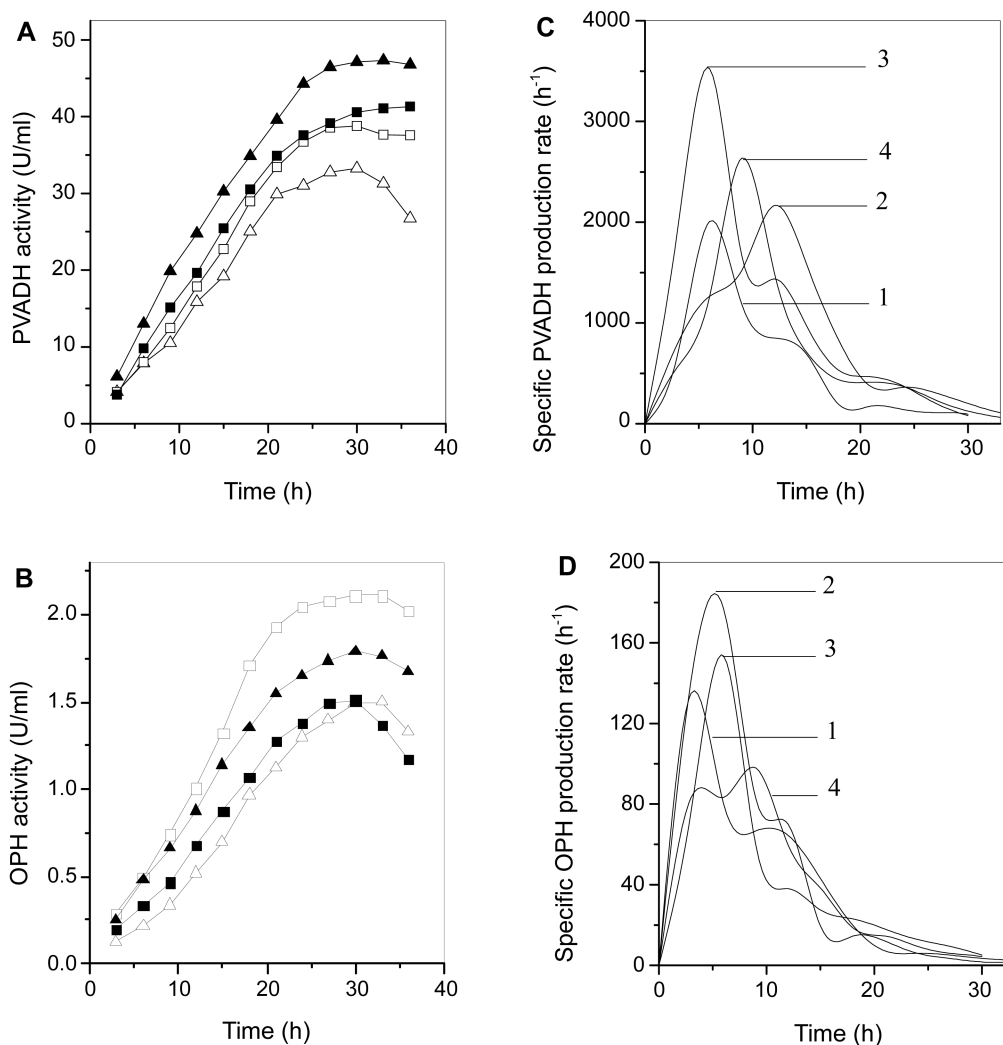 A
PVADH activity (U/ml)
50
40
30
20
10
0
0 10 20 30 40
Time (h)
C
Specific PVADH production rate (h-1)
4000
3000
2000
1000
0
3
4
2
1
0 10 20 30
Time (h)
B
OPH activity (U/ml)
2.0
1.5
1.0
0.5
0.0
0 10 20 30 40
Time (h)
D
Specific OPH production rate (h-1)
200
160
120
80
40
0
2
3
1
4
0 10 20 30
Time (h)